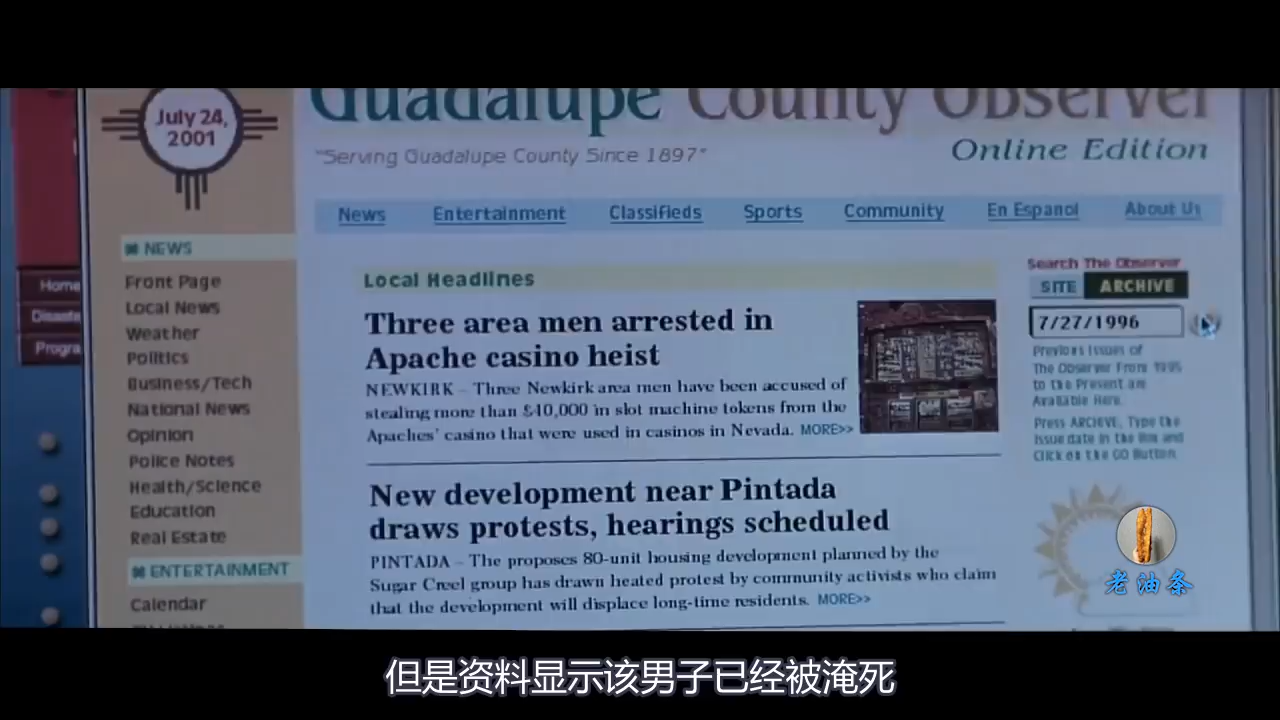 July 24,
2001
Guadalupe County Observer
"Serving Guadalupe County Since 1897"
Online Edition
News Entertainment Classifieds Sports Community En Espanol About Us
NEWS
Front Page
Local News
Weather
Politics
Business/Tech
National News
Opinion
Police Notes
Health/Science
Education
Real Estate
ENTERTAINMENT
Calendar
Home
Disaste
Progra
Local Headlines
Three area men arrested in
Apache casino heist
NEWKIRK – Three Newkirk area men have been accused of
stealing more than $40,000 in slot machine tokens from the
Apaches' casino that were used in casinos in Nevada. MORE>>
New development near Pintada
draws protests, hearings scheduled
PINTADA – The proposes 80-unit housing development planned by the
Sugar Creel group has drawn heated protest by community activists who claim
that the development will displace long-time residents. MORE>>
Search The Observer
SITE ARCHIVE
7/27/1996
Previous Issues of
The Observer From 1995
to the Present are
Available Here.
Press ARCHIVE, Type the
Issue date in the Box and
Click on the GO Button.
老油条
但是资料显示该男子已经被淹死